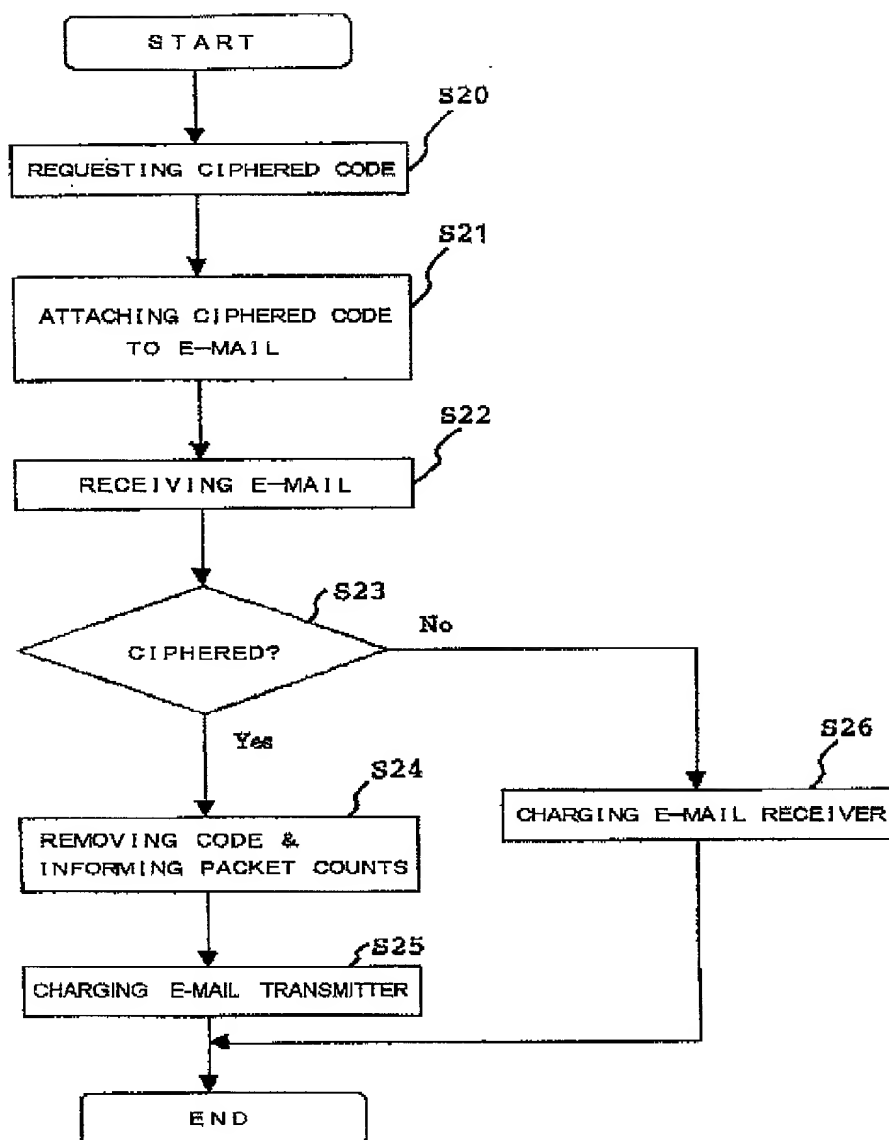 START
S20
REQUESTING CIPHERED CODE
S21
ATTACHING CIPHERED CODE
TO E-MAIL
S22
RECEIVING E-MAIL
S23
CIPHERED?
No
Yes
S24
REMOVING CODE &
INFORMING PACKET COUNTS
S26
CHARGING E-MAIL RECEIVER
S25
CHARGING E-MAIL TRANSMITTER
END